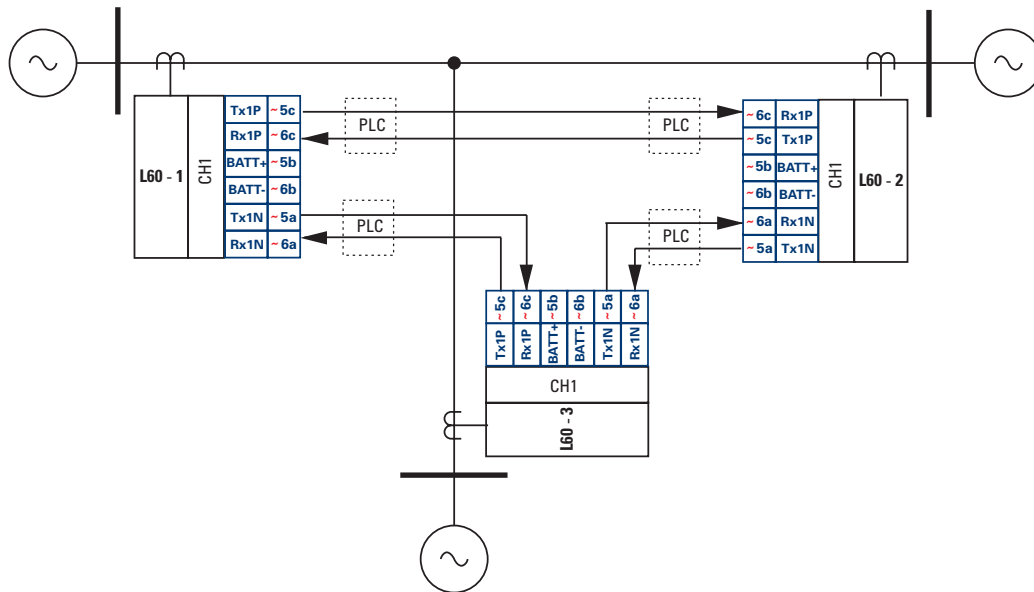 Tx1P ~5c
Rx1P ~6c
BATT+ ~5b
BATT- ~6b
Tx1N ~5a
Rx1N ~6a
L60 - 1
CH1
PLC
PLC
PLC
PLC
~6c Rx1P
~5c Tx1P
~5b BATT+
~6b BATT-
~6a Rx1N
~5a Tx1N
CH1
L60 - 2
Tx1P ~5c
Rx1P ~6c
BATT+ ~5b
BATT- ~6b
Tx1N ~5a
Rx1N ~6a
CH1
L60 - 3